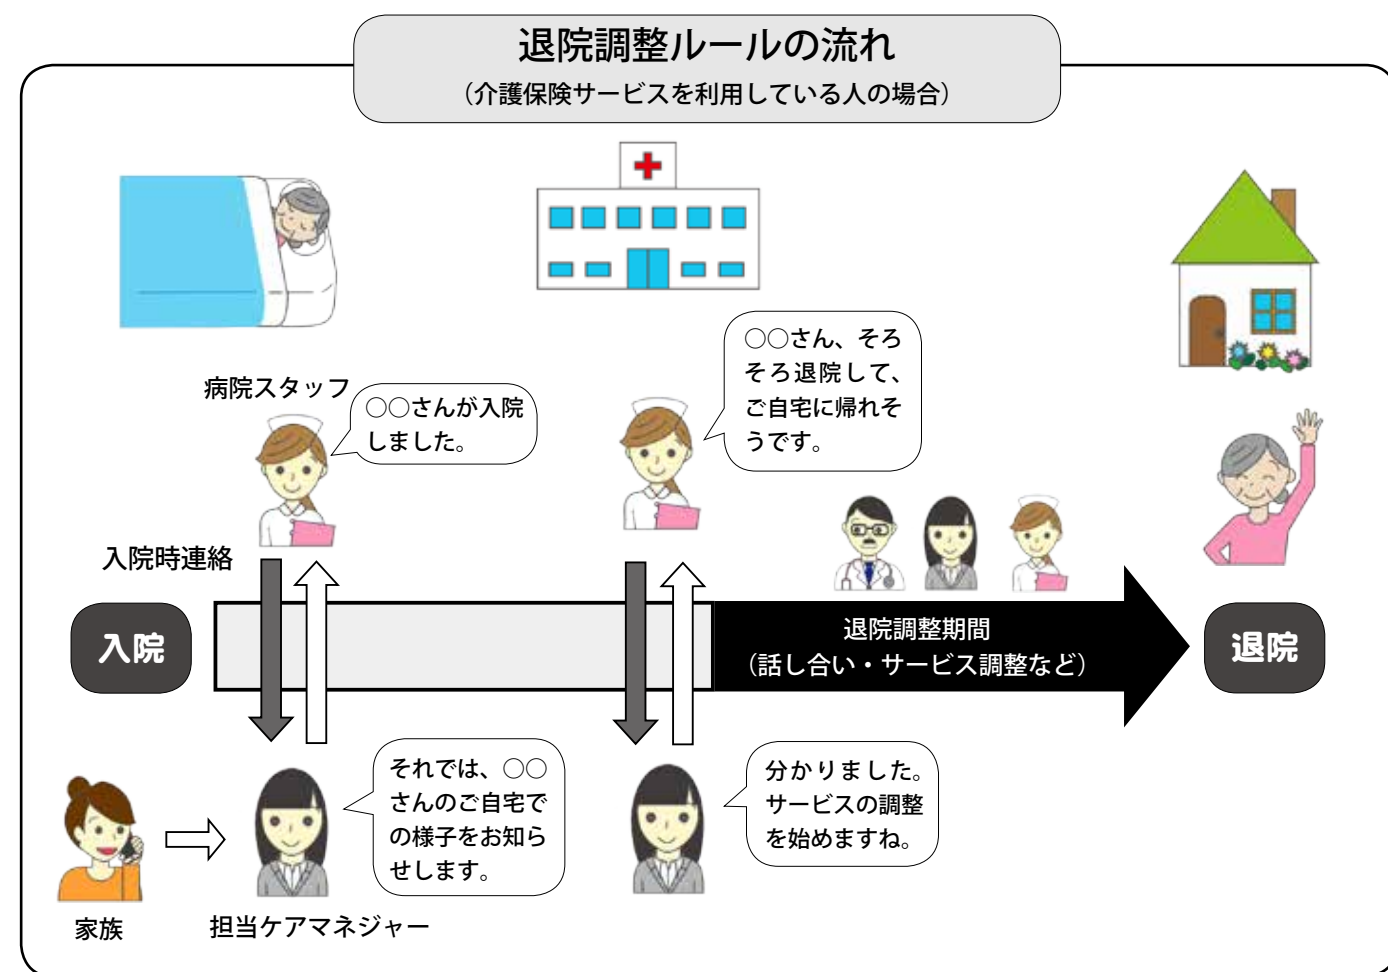 退院調整ルールの流れ
（介護保険サービスを利用している人の場合）
病院スタッフ
○○さんが入院
しました。
○○さん、そろ
そろ退院して、
ご自宅に帰れそ
うです。
入院時連絡
入院
退院調整期間
（話し合い・サービス調整など）
退院
それでは、○○
さんのご自宅で
の様子をお知ら
せします。
分かりました。
サービスの調整
を始めますね。
家族
担当ケアマネジャー